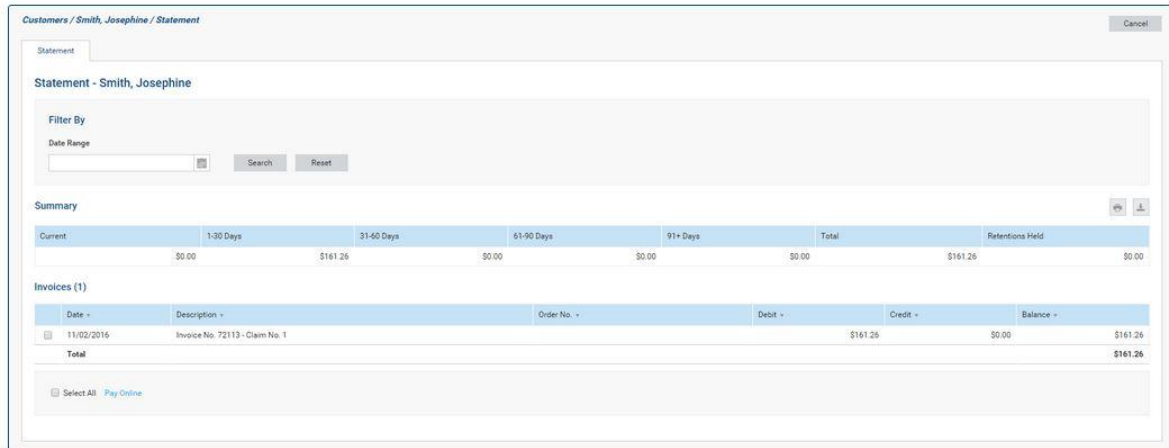 Customers / Smith, Josephine / Statement
Cancel
Statement
Statement - Smith, Josephine
Filter By
Date Range
Search Reset
Summary
Current 1-30 Days 31-60 Days 61-90 Days 91+ Days Total Retentions Held
$0.00 $161.26 $0.00 $0.00 $0.00 $161.26 $0.00
Invoices (1)
Date Description Order No. Debit Credit Balance
11/02/2016 Invoice No. 72113 - Claim No. 1 $161.26 $0.00 $161.26
Total $161.26
Select All Pay Online